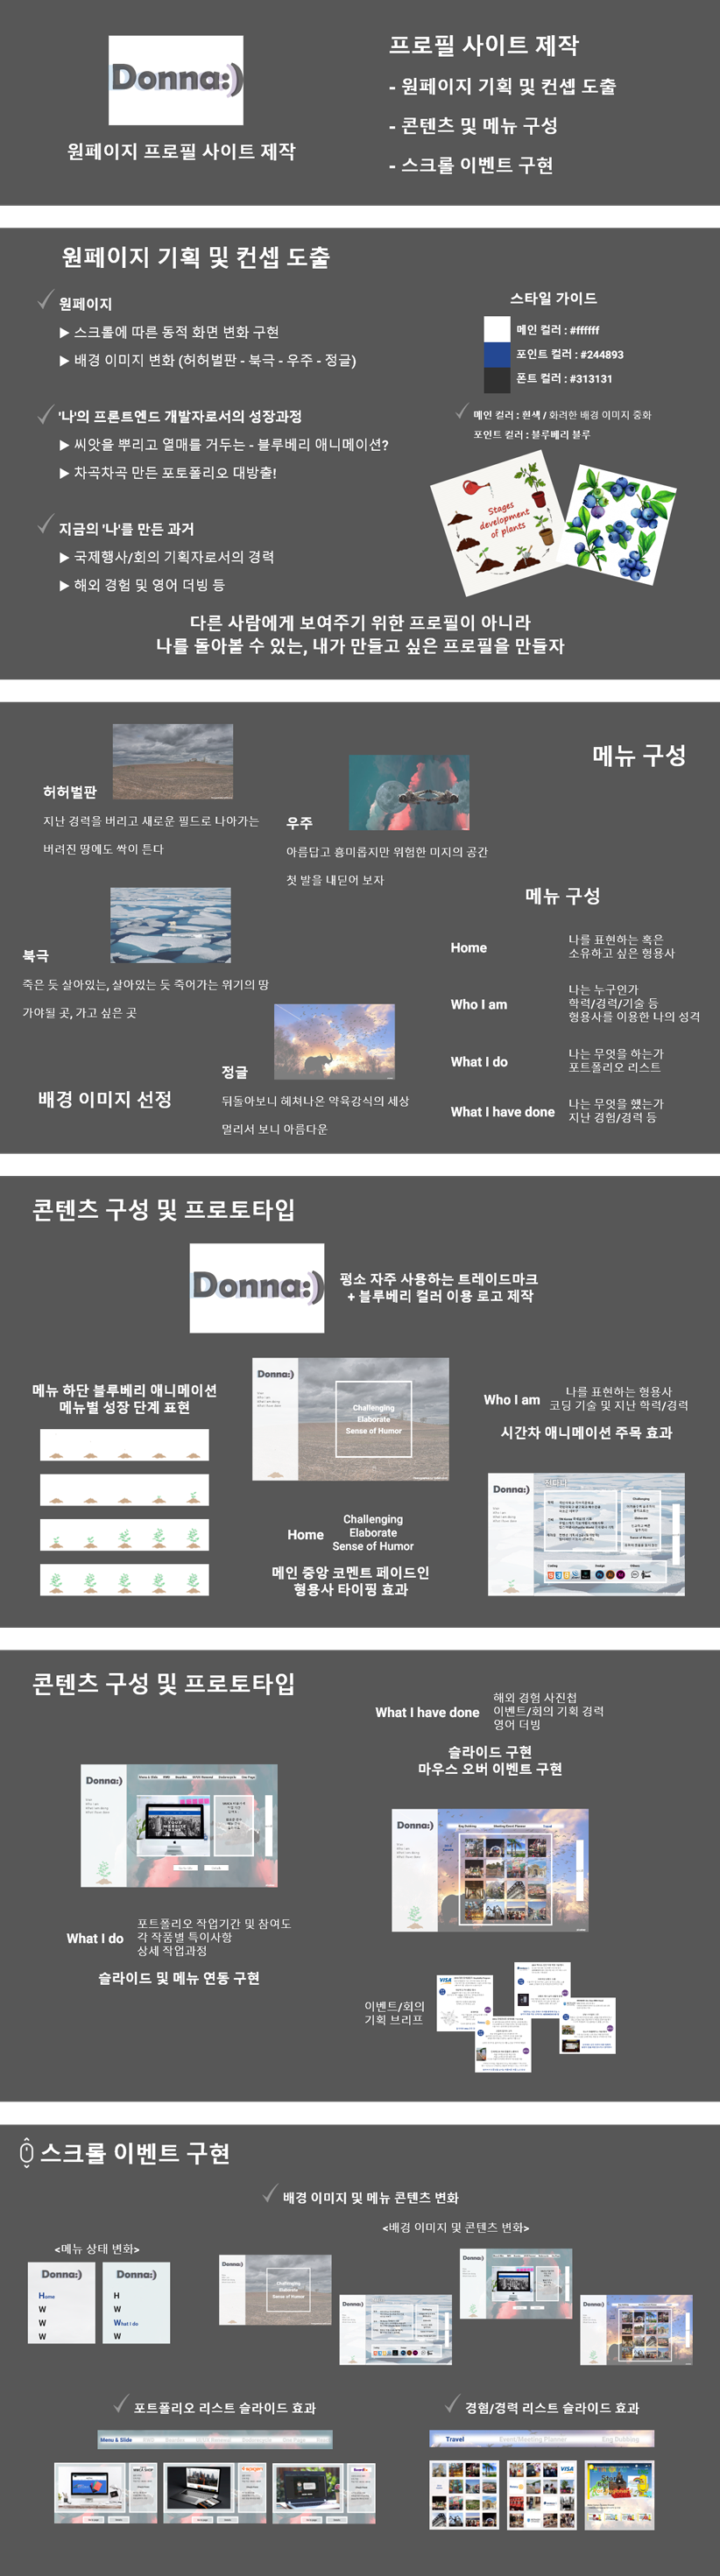 Donna:)
원페이지 프로필 사이트 제작
프로필 사이트 제작
- 원페이지 기획 및 컨셉 도출
- 콘텐츠 및 메뉴 구성
- 스크롤 이벤트 구현
원페이지 기획 및 컨셉 도출
원페이지
▶ 스크롤에 따른 동적 화면 변화 구현
▶ 배경 이미지 변화 (허허벌판 - 북극 - 우주 - 정글)
'나'의 프론트엔드 개발자로서의 성장과정
▶ 씨앗을 뿌리고 열매를 거두는 - 블루베리 애니메이션?
▶ 차곡차곡 만든 포토폴리오 대방출!
지금의 '나'를 만든 과거
▶ 국제행사/회의 기획자로서의 경력
▶ 해외 경험 및 영어 더빙 등
스타일 가이드
메인 컬러 : #ffffff
포인트 컬러 : #244893
폰트 컬러 : #313131
메인 컬러 : 흰색 / 화려한 배경 이미지 중화
포인트 컬러 : 블루베리 블루
Stages
development
of plants
다른 사람에게 보여주기 위한 프로필이 아니라
나를 돌아볼 수 있는, 내가 만들고 싶은 프로필을 만들자
메뉴 구성
허허벌판
지난 경력을 버리고 새로운 필드로 나아가는
버려진 땅에도 싹이 튼다
우주
아름답고 흥미롭지만 위험한 미지의 공간
첫 발을 내딛어 보자
북극
죽은 듯 살아있는, 살아있는 듯 죽어가는 위기의 땅
가야될 곳, 가고 싶은 곳
정글
뒤돌아보니 헤쳐나온 약육강식의 세상
멀리서 보니 아름다운
배경 이미지 선정
메뉴 구성
Home
나를 표현하는 혹은
소유하고 싶은 형용사
Who I am
나는 누구인가
학력/경력/기술 등
형용사를 이용한 나의 성격
What I do
나는 무엇을 하는가
포트폴리오 리스트
What I have done
나는 무엇을 했는가
지난 경험/경력 등
콘텐츠 구성 및 프로토타입
Donna:)
평소 자주 사용하는 트레이드마크
+ 블루베리 컬러 이용 로고 제작
메뉴 하단 블루베리 애니메이션
메뉴별 성장 단계 표현
Donna:)
Challenging
Elaborate
Sense of Humor
Home
Challenging
Elaborate
Sense of Humor
메인 중앙 코멘트 페이드인
형용사 타이핑 효과
Who I am
나를 표현하는 형용사
코딩 기술 및 지난 학력/경력
시간차 애니메이션 주목 효과
Donna:)
콘텐츠 구성 및 프로토타입
What I have done
해외 경험 사진첩
이벤트/회의 기획 경력
영어 더빙
슬라이드 구현
마우스 오버 이벤트 구현
Donna:)
Donna:)
What I do
포트폴리오 작업기간 및 참여도
각 작품별 특이사항
상세 작업과정
슬라이드 및 메뉴 연동 구현
이벤트/회의
기획 브리프
VISA
스크롤 이벤트 구현
배경 이미지 및 메뉴 콘텐츠 변화
<메뉴 상태 변화>
<배경 이미지 및 콘텐츠 변화>
Donna:)
Home
W
W
W
Donna:)
H
W
What I do
W
Donna:)
Challenging
Elaborate
Sense of Humor
Donna:)
Donna:)
Donna:)
포트폴리오 리스트 슬라이드 효과
Menu & Slide
경험/경력 리스트 슬라이드 효과
Travel
Event/Meeting Planner
Eng Dubbing
VISA